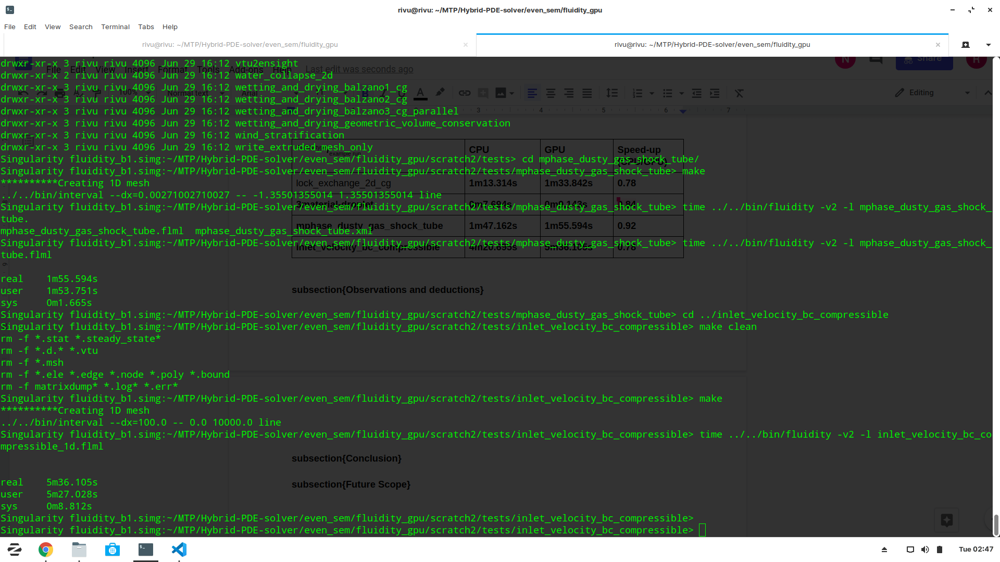 rivu@rivu: ~/MTP/Hybrid-PDE-solver/even_sem/fluidity_gpu
File Edit View Search Terminal Tabs Help
rivu@rivu: ~/MTP/Hybrid-PDE-solver/even_sem/fluidity_gpu
rivu@rivu: ~/MTP/Hybrid-PDE-solver/even_sem/fluidity_gpu
drwxr-xr-x 3 rivu rivu 4096 Jun 29 16:12 vtu2ensight
File Edit View Insert Format Tools Add-ons Help Last edit was seconds ago
Share
drwxr-xr-x 2 rivu rivu 4096 Jun 29 16:12 water_collapse_2d
drwxr-xr-x 3 rivu rivu 4096 Jun 29 16:12 wetting_and_drying_balzano1_cg
100% Normal text Arial 11
Editing
drwxr-xr-x 3 rivu rivu 4096 Jun 29 16:12 wetting_and_drying_balzano2_cg
drwxr-xr-x 3 rivu rivu 4096 Jun 29 16:12 wetting_and_drying_balzano3_cg_parallel
3 4 5 6 7
drwxr-xr-x 3 rivu rivu 4096 Jun 29 16:12 wetting_and_drying_geometric_volume_conservation
drwxr-xr-x 3 rivu rivu 4096 Jun 29 16:12 wind_stratification
drwxr-xr-x 3 rivu rivu 4096 Jun 29 16:12 write_extruded_mesh_only
example run CPU GPU Speed-up
Singularity fluidity_b1.simg:~/MTP/Hybrid-PDE-solver/even_sem/fluidity_gpu/scratch2/tests> cd mphase_dusty_gas_shock_tube/
Singularity fluidity_b1.simg:~/MTP/Hybrid-PDE-solver/even_sem/fluidity_gpu/scratch2/tests/mphase_dusty_gas_shock_tube> make
**********Creating 1D mesh
lock_exchange_2d_cg 1m13.314s 1m33.842s 0.78
../../bin/interval --dx=0.00271002710027 -- -1.35501355014 1.35501355014 line
3material_droplet 0m7.694s 0m9.143s 0.84
Singularity fluidity_b1.simg:~/MTP/Hybrid-PDE-solver/even_sem/fluidity_gpu/scratch2/tests/mphase_dusty_gas_shock_tube> time ../../bin/fluidity -v2 -l mphase_dusty_gas_shock_
tube.
mphase_dusty_gas_shock_tube 1m47.162s 1m55.594s 0.92
mphase_dusty_gas_shock_tube.flml mphase_dusty_gas_shock_tube.xml
Singularity fluidity_b1.simg:~/MTP/Hybrid-PDE-solver/even_sem/fluidity_gpu/scratch2/tests/mphase_dusty_gas_shock_tube> time ../../bin/fluidity -v2 -l mphase_dusty_gas_shock_
inlet_velocity_bc_compressible 4m20.695s 5m36.105s 0.78
tube.flml
real 1m55.594s
subsection{Observations and deductions}
user 1m53.751s
sys 0m1.665s
Singularity fluidity_b1.simg:~/MTP/Hybrid-PDE-solver/even_sem/fluidity_gpu/scratch2/tests/mphase_dusty_gas_shock_tube> cd ../inlet_velocity_bc_compressible
Singularity fluidity_b1.simg:~/MTP/Hybrid-PDE-solver/even_sem/fluidity_gpu/scratch2/tests/inlet_velocity_bc_compressible> make clean
rm -f *.stat *.steady_state*
rm -f *.d.* *.vtu
rm -f *.msh
rm -f *.ele *.edge *.node *.poly *.bound
rm -f matrixdump* *.log* *.err*
Singularity fluidity_b1.simg:~/MTP/Hybrid-PDE-solver/even_sem/fluidity_gpu/scratch2/tests/inlet_velocity_bc_compressible> make
**********Creating 1D mesh
../../bin/interval --dx=100.0 -- 0.0 10000.0 line
Singularity fluidity_b1.simg:~/MTP/Hybrid-PDE-solver/even_sem/fluidity_gpu/scratch2/tests/inlet_velocity_bc_compressible> time ../../bin/fluidity -v2 -l inlet_velocity_bc_co
mpressible_1d.flml
subsection{Conclusion}
real 5m36.105s
subsection{Future Scope}
user 5m27.028s
sys 0m8.812s
Singularity fluidity_b1.simg:~/MTP/Hybrid-PDE-solver/even_sem/fluidity_gpu/scratch2/tests/inlet_velocity_bc_compressible>
Singularity fluidity_b1.simg:~/MTP/Hybrid-PDE-solver/even_sem/fluidity_gpu/scratch2/tests/inlet_velocity_bc_compressible>
Tue 02:47